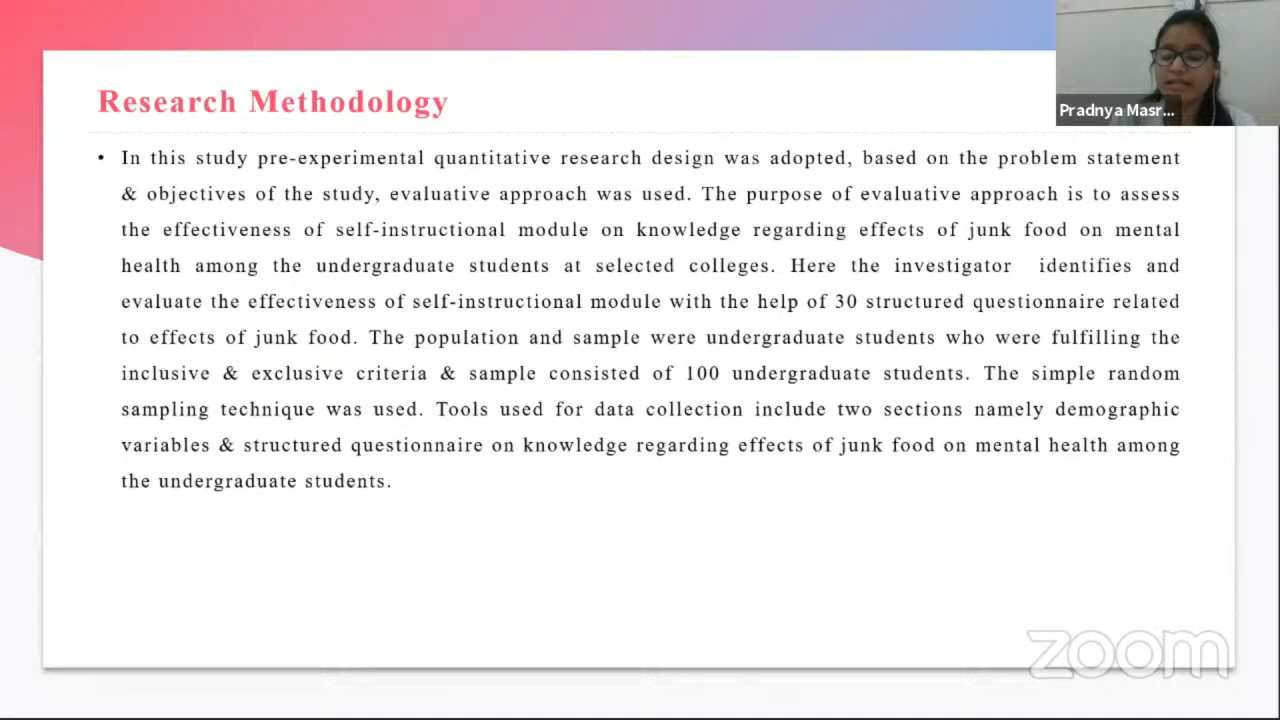 Research Methodology
Pradnya Masr...
• In this study pre-experimental quantitative research design was adopted, based on the problem statement
& objectives of the study, evaluative approach was used. The purpose of evaluative approach is to assess
the effectiveness of self-instructional module on knowledge regarding effects of junk food on mental
health among the undergraduate students at selected colleges. Here the investigator identifies and
evaluate the effectiveness of self-instructional module with the help of 30 structured questionnaire related
to effects of junk food. The population and sample were undergraduate students who were fulfilling the
inclusive & exclusive criteria & sample consisted of 100 undergraduate students. The simple random
sampling technique was used. Tools used for data collection include two sections namely demographic
variables & structured questionnaire on knowledge regarding effects of junk food on mental health among
the undergraduate students.
zoom